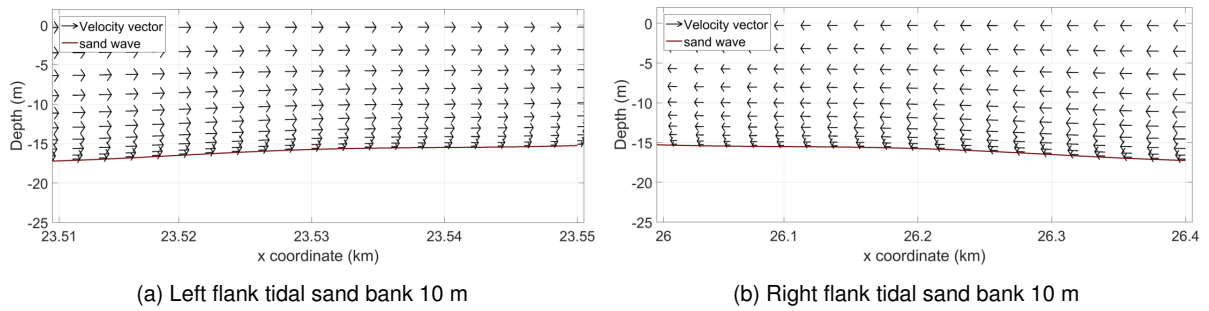 0
-5
-10
-15
-20
-25
Depth (m)
Velocity vector
sand wave
23.51
23.52
23.53
23.54
23.55
x coordinate (km)
(a) Left flank tidal sand bank 10 m
0
-5
-10
-15
-20
-25
Depth (m)
Velocity vector
sand wave
26
26.1
26.2
26.3
26.4
x coordinate (km)
(b) Right flank tidal sand bank 10 m